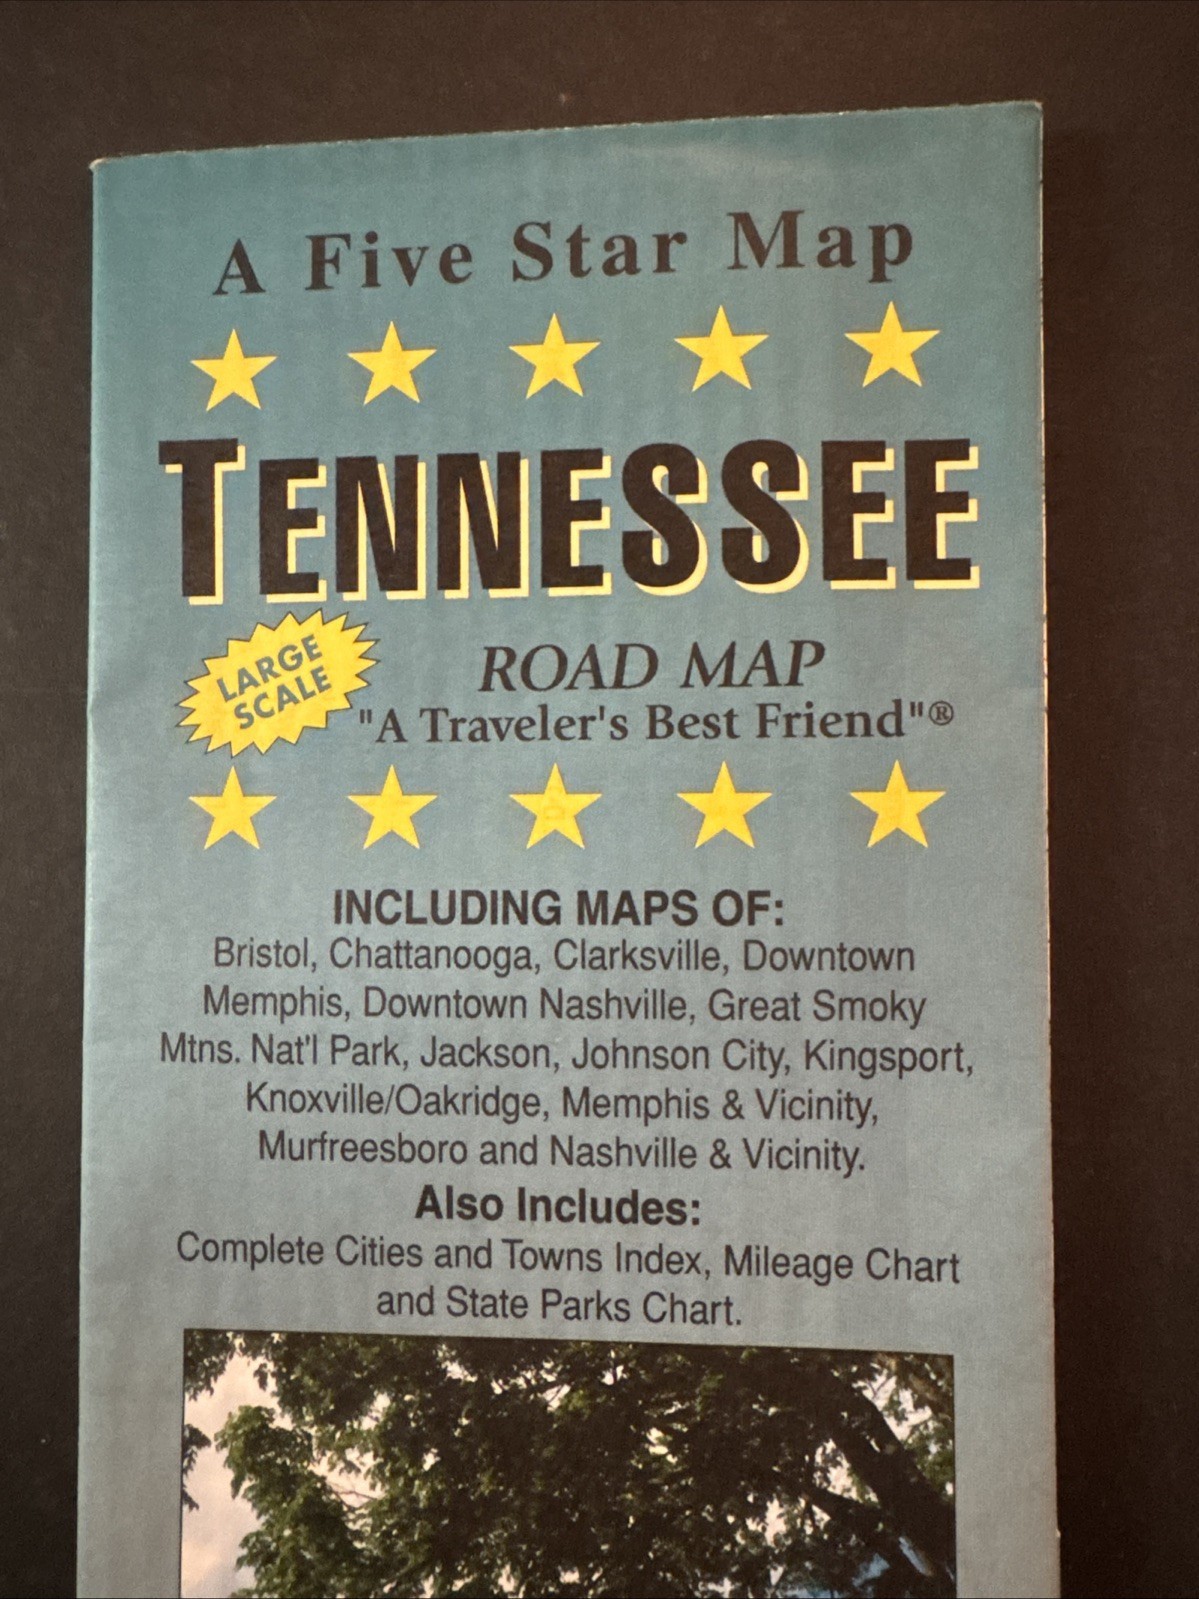 A Five Star Map
TENNESSEE
LARGE
SCALE
ROAD MAP
"A Traveler's Best Friend"®
INCLUDING MAPS OF:
Bristol, Chattanooga, Clarksville, Downtown
Memphis, Downtown Nashville, Great Smoky
Mtns. Nat'l Park, Jackson, Johnson City, Kingsport,
Knoxville/Oakridge, Memphis & Vicinity,
Murfreesboro and Nashville & Vicinity.
Also Includes:
Complete Cities and Towns Index, Mileage Chart
and State Parks Chart.